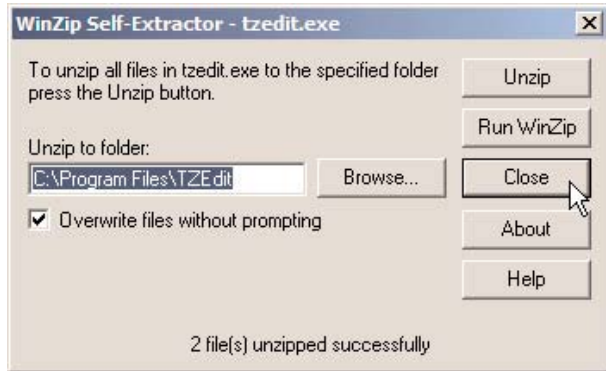 WinZip Self-Extractor - tzedit.exe
To unzip all files in tzedit.exe to the specified folder
press the Unzip button.
Unzip
Run WinZip
Unzip to folder:
C:\Program Files\TZEdit
Browse...
Close
Overwrite files without prompting
About
Help
2 file(s) unzipped successfully